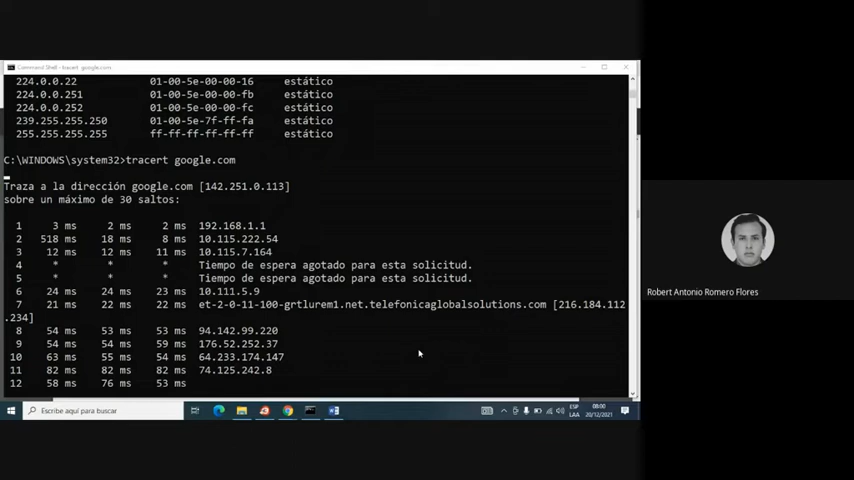 Command Shell - tracert google.com
224.0.0.22 01-00-5e-00-00-16 estático
224.0.0.251 01-00-5e-00-00-fb estático
224.0.0.252 01-00-5e-00-00-fc estático
239.255.255.250 01-00-5e-7f-ff-fa estático
255.255.255.255 ff-ff-ff-ff-ff-ff estático
C:\WINDOWS\system32>tracert google.com
Traza a la dirección google.com [142.251.0.113]
sobre un máximo de 30 saltos:
1 3 ms 2 ms 2 ms 192.168.1.1
2 518 ms 18 ms 8 ms 10.115.222.54
3 12 ms 12 ms 11 ms 10.115.7.164
4 * * * Tiempo de espera agotado para esta solicitud.
5 * * * Tiempo de espera agotado para esta solicitud.
6 24 ms 24 ms 23 ms 10.111.5.9
7 21 ms 22 ms 22 ms et-2-0-11-100-grtlurem1.net.telefonicaglobalsolutions.com [216.184.112
.234]
8 54 ms 53 ms 53 ms 94.142.99.220
9 54 ms 54 ms 59 ms 176.52.252.37
10 63 ms 55 ms 54 ms 64.233.174.147
11 82 ms 82 ms 82 ms 74.125.242.8
12 58 ms 76 ms 53 ms
Robert Antonio Romero Flores
Escribe aquí para buscar
ESP
LAA
08:00
20/12/2021